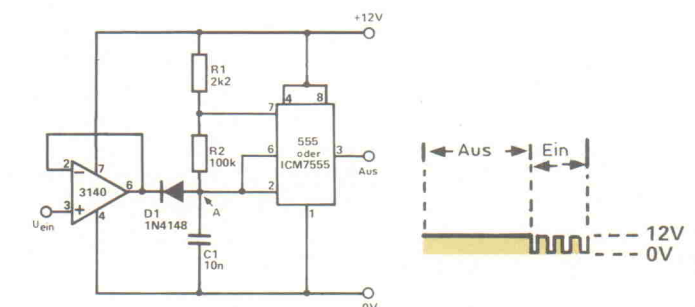 +12V
R1
2k2
4 8
7
2
7
R2
100k
6
555
oder
ICM7555
3
Aus
6
3140
2
3
4
D1
1N4148
A
1
U ein
C1
10n
0V
Aus Ein
12V
0V